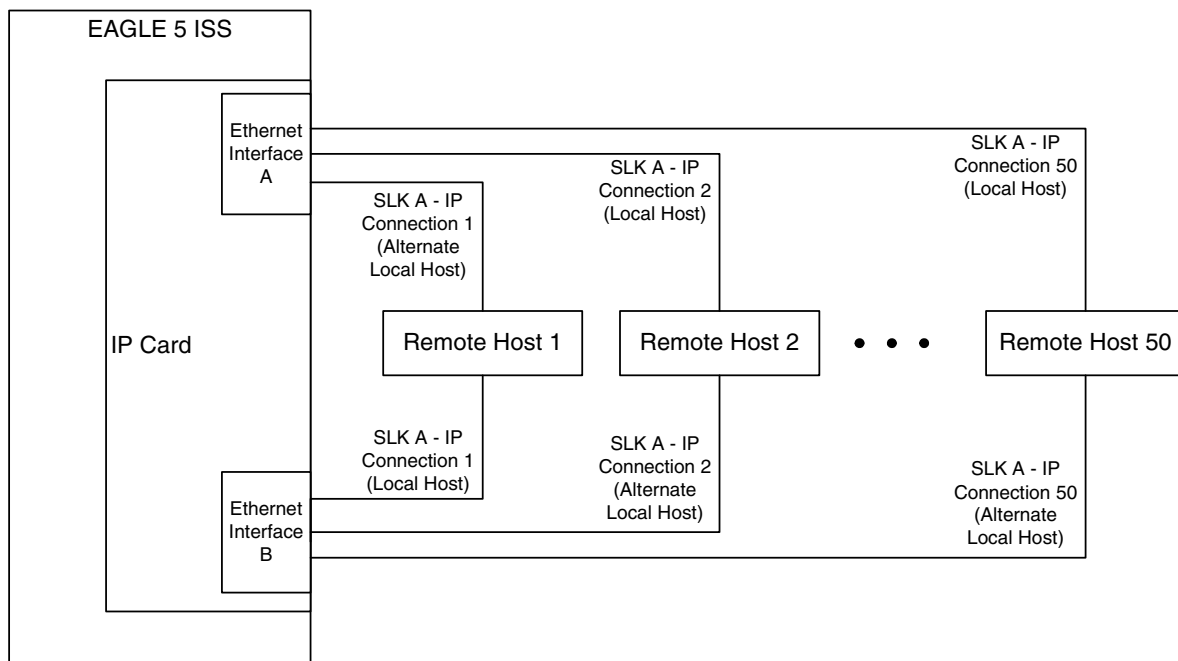 EAGLE 5 ISS
Ethernet
Interface
A
SLK A - IP
Connection 1
(Alternate
Local Host)
SLK A - IP
Connection 2
(Local Host)
SLK A - IP
Connection 50
(Local Host)
IP Card
Remote Host 1
Remote Host 2
Remote Host 50
SLK A - IP
Connection 1
(Local Host)
SLK A - IP
Connection 2
(Alternate
Local Host)
SLK A - IP
Connection 50
(Alternate
Local Host)
Ethernet
Interface
B